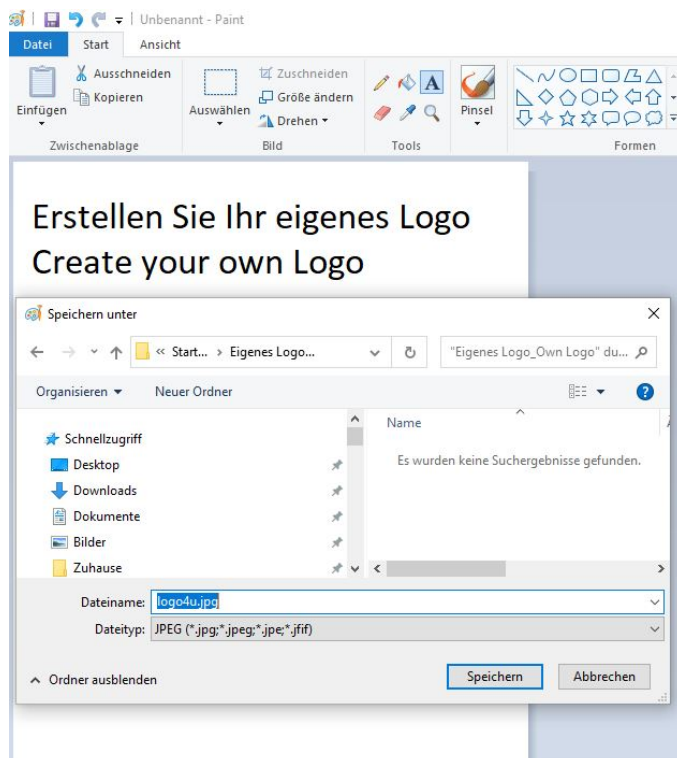 Unbenannt - Paint
Datei Start Ansicht
Einfügen
Ausschneiden
Kopieren
Zwischenablage
Auswählen
Zuschneiden
Größe ändern
Drehen
Bild
A
Tools
Pinsel
Formen
Erstellen Sie Ihr eigenes Logo
Create your own Logo
Speichern unter
« Start... › Eigenes Logo...
"Eigenes Logo_Own Logo" du...
Organisieren
Neuer Ordner
?
Schnellzugriff
Desktop
Downloads
Dokumente
Bilder
Zuhause
Name
Es wurden keine Suchergebnisse gefunden.
Dateiname: logo4u.jpg
Dateityp: JPEG (*.jpg;*.jpeg;*.jpe;*.jfif)
Ordner ausblenden
Speichern
Abbrechen